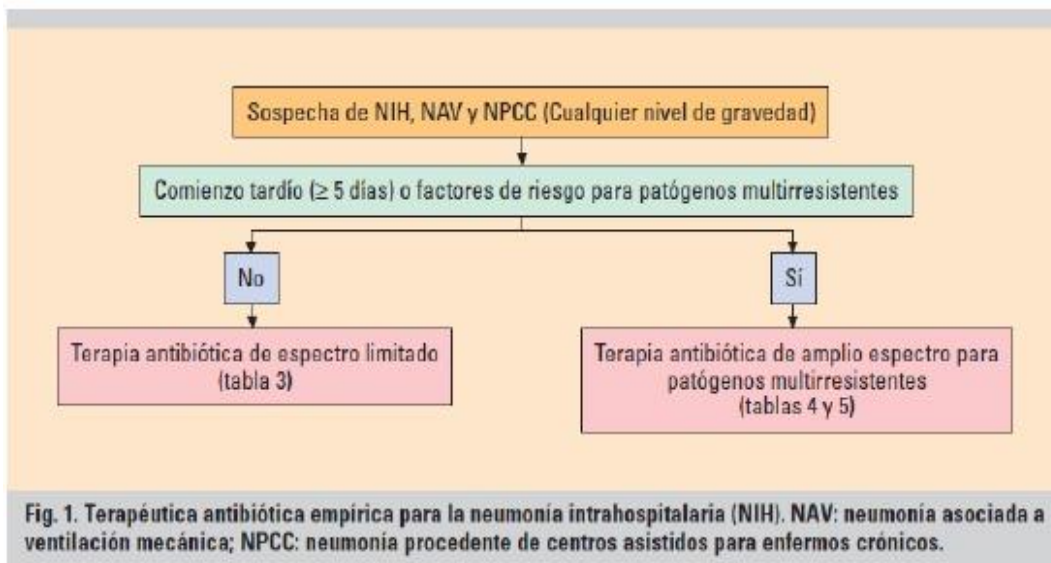 Sospecha de NIH, NAV y NPCC (Cualquier nivel de gravedad)
Comienzo tardío (≥ 5 días) o factores de riesgo para patógenos multirresistentes
No
Sí
Terapia antibiótica de espectro limitado
(tabla 3)
Terapia antibiótica de amplio espectro para
patógenos multirresistentes
(tablas 4 y 5)
Fig. 1. Terapéutica antibiótica empírica para la neumonía intrahospitalaria (NIH). NAV: neumonía asociada a
ventilación mecánica; NPCC: neumonía procedente de centros asistidos para enfermos crónicos.